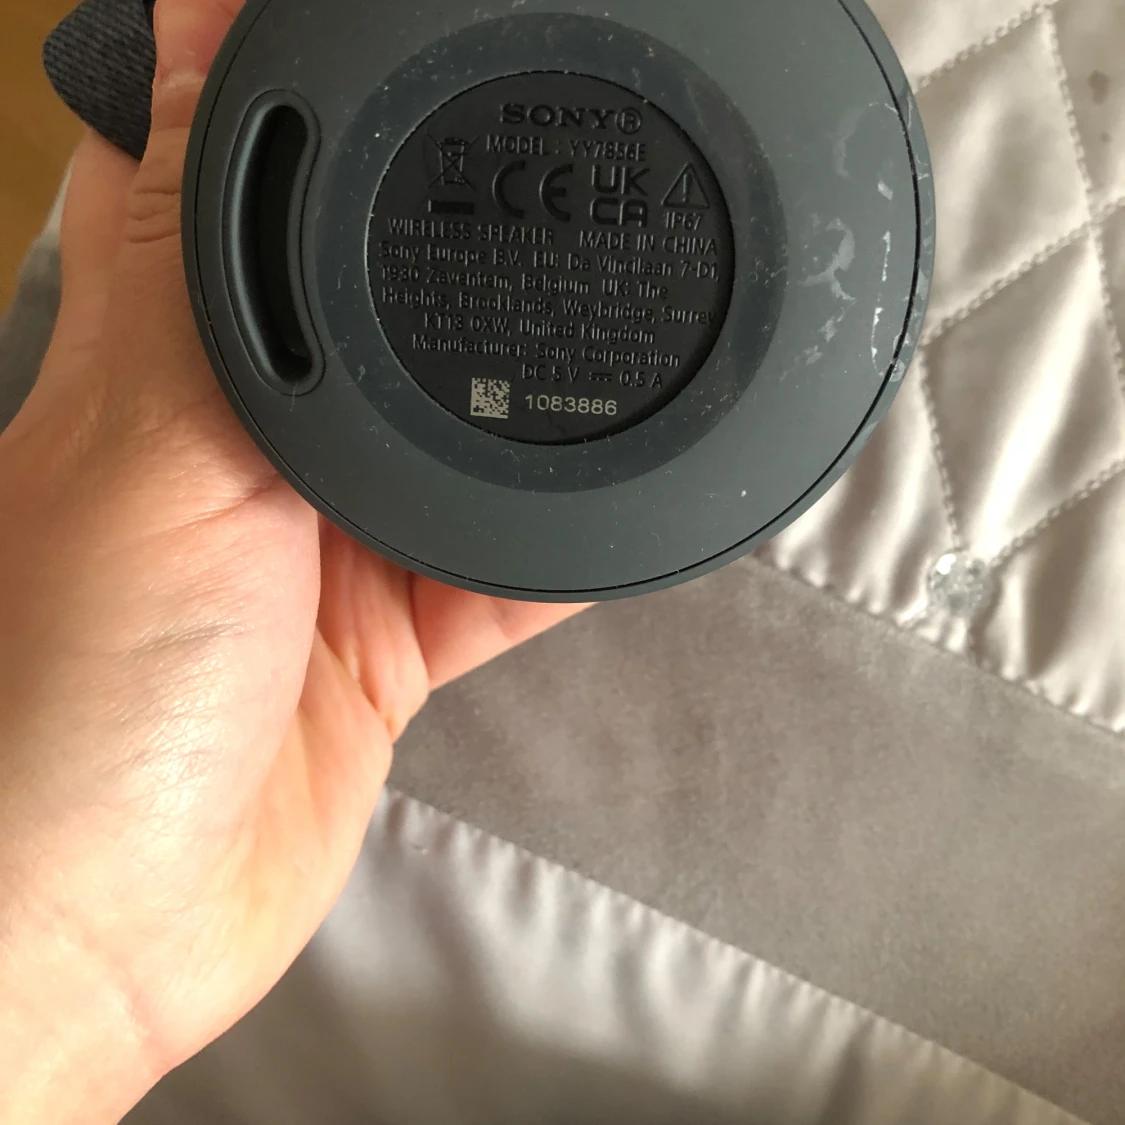 SONY®
MODEL : YY7856E
CE UK CA
IP67
WIRELESS SPEAKER MADE IN CHINA
Sony Europe B.V. EU: Da Vincilaan 7-D1,
1930 Zaventem, Belgium UK: The
Heights, Brooklands, Weybridge, Surrey
KT13 0XW, United Kingdom
Manufacturer: Sony Corporation
DC 5 V ⎓ 0.5 A
1083886